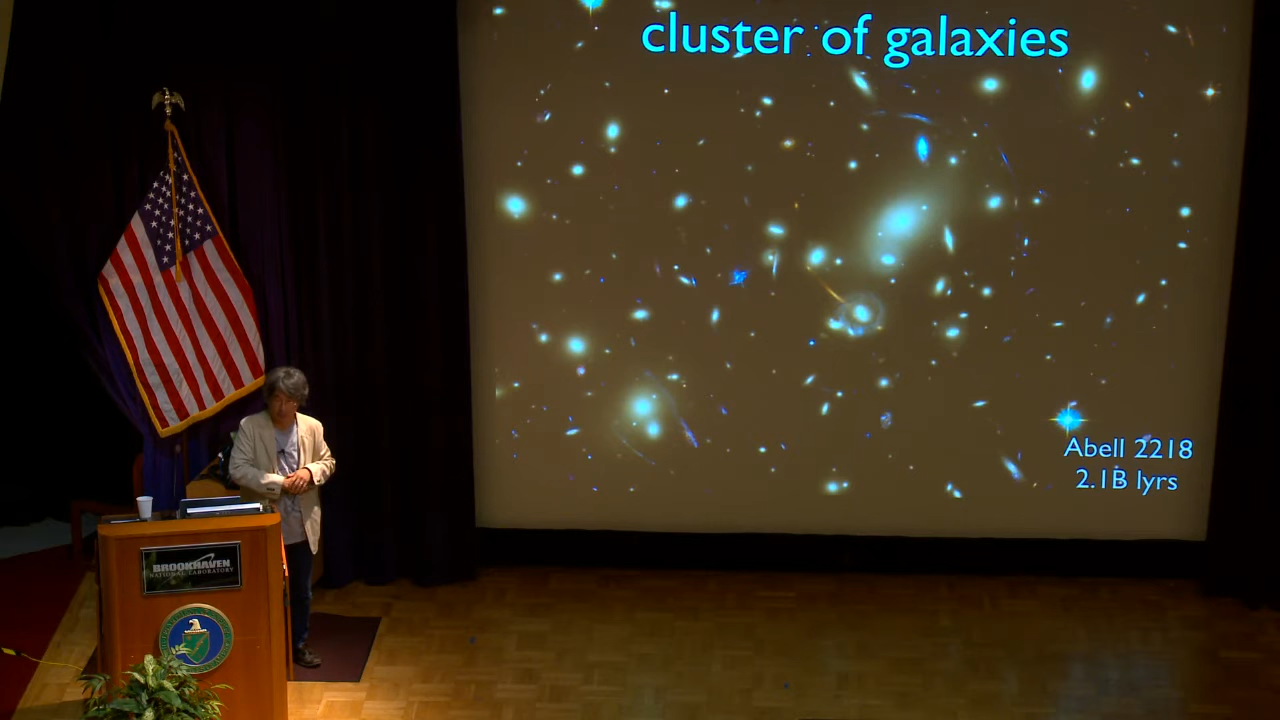 cluster of galaxies
Abell 2218
2.1B lyrs
BROOKHAVEN
NATIONAL LABORATORY